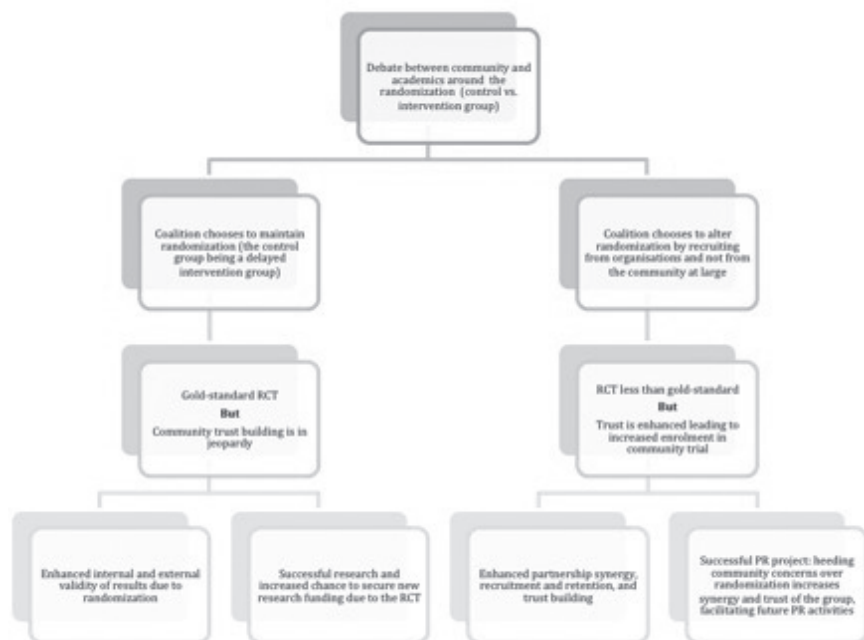 Debate between community and
academics around the
randomization (control vs.
intervention group)
Coalition chooses to maintain
randomization (the control
group being a delayed
intervention group)
Coalition chooses to alter
randomization by recruiting
from organisations and not from
the community at large
Gold-standard RCT
But
Community trust building is in
jeopardy
RCT less than gold-standard
But
Trust is enhanced leading to
increased enrolment in
community trial
Enhanced internal and external
validity of results due to
randomization
Successful research and
increased chance to secure new
research funding due to the RCT
Enhanced partnership synergy,
recruitment and retention, and
trust building
Successful PR project: heeding
community concerns over
randomization increases
synergy and trust of the group,
facilitating future PR activities